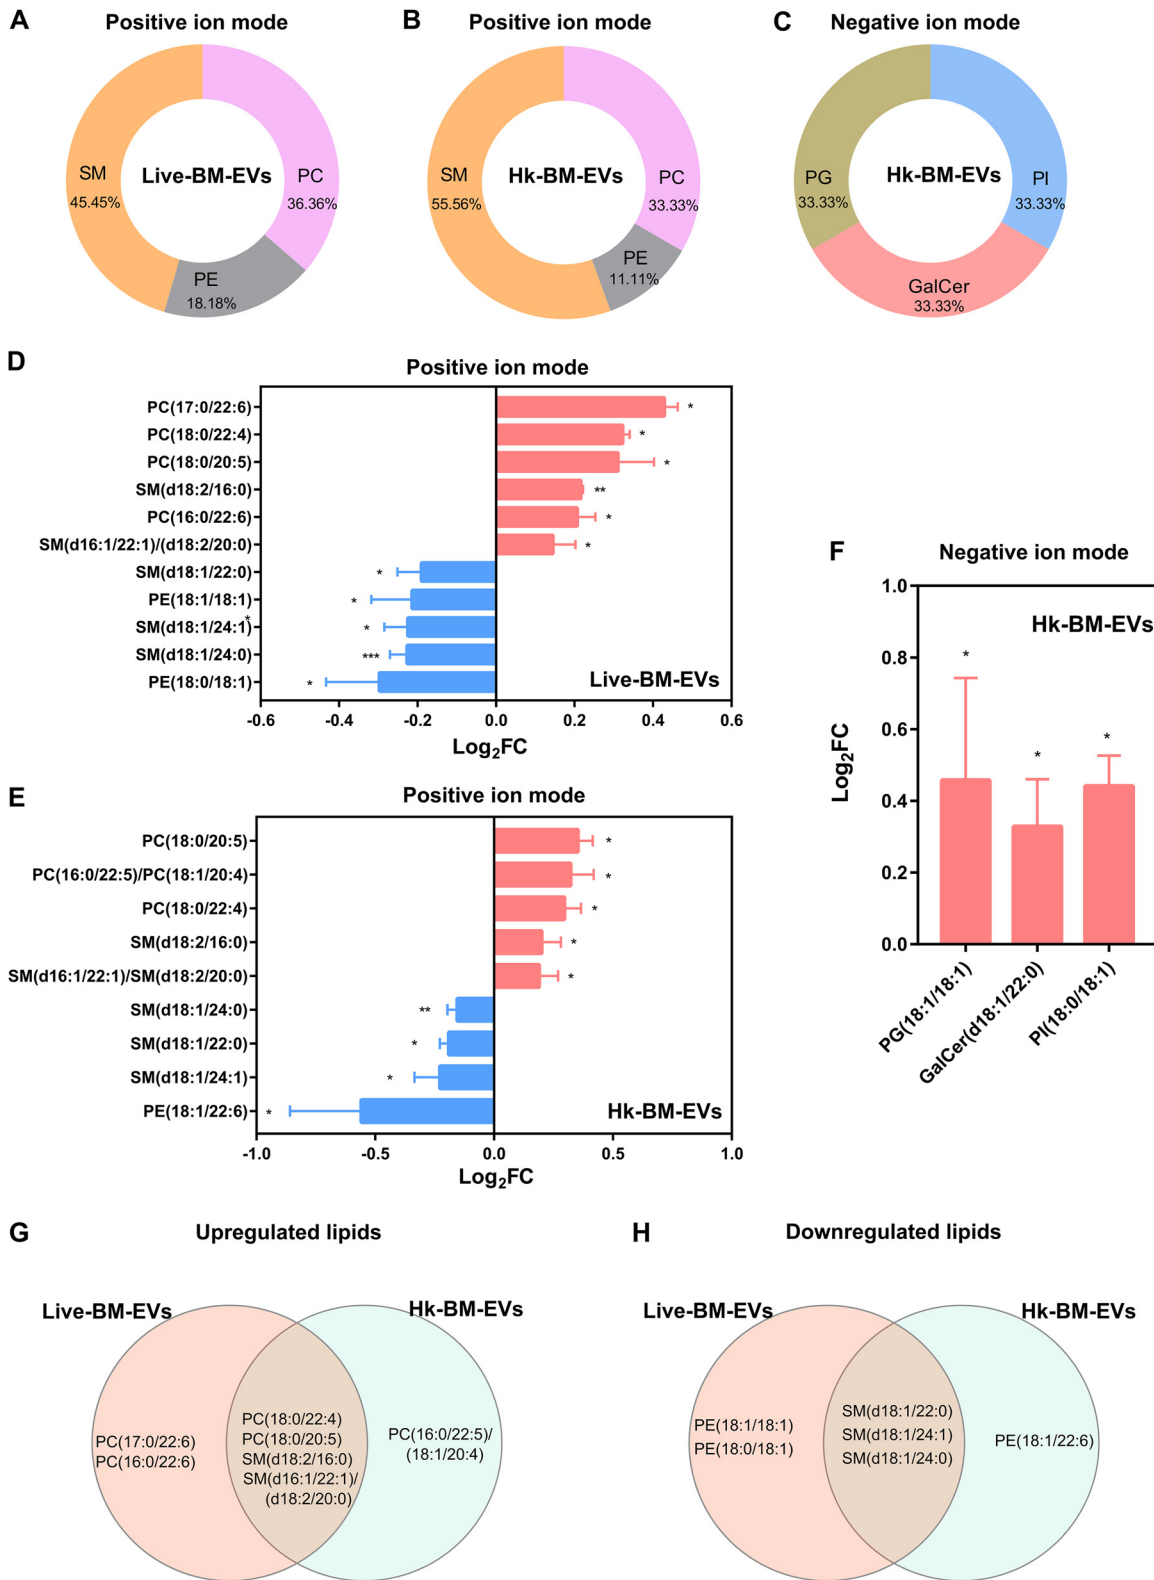 A
Positive ion mode
SM
45.45%
Live-BM-EVs
PC
36.36%
PE
18.18%
B
Positive ion mode
SM
55.56%
Hk-BM-EVs
PC
33.33%
PE
11.11%
C
Negative ion mode
PG
33.33%
Hk-BM-EVs
PI
33.33%
GalCer
33.33%
D
Positive ion mode
PC(17:0/22:6)
*
PC(18:0/22:4)
*
PC(18:0/20:5)
*
SM(d18:2/16:0)
**
PC(16:0/22:6)
*
SM(d16:1/22:1)/(d18:2/20:0)
*
SM(d18:1/22:0)
*
PE(18:1/18:1)
*
*
SM(d18:1/24:1)
*
SM(d18:1/24:0)
***
PE(18:0/18:1)
*
Live-BM-EVs
-0.6 -0.4 -0.2 0.0 0.2 0.4 0.6
Log2FC
E
Positive ion mode
PC(18:0/20:5)
*
PC(16:0/22:5)/PC(18:1/20:4)
*
PC(18:0/22:4)
*
SM(d18:2/16:0)
*
SM(d16:1/22:1)/SM(d18:2/20:0)
*
SM(d18:1/24:0)
**
SM(d18:1/22:0)
*
SM(d18:1/24:1)
*
PE(18:1/22:6)
*
Hk-BM-EVs
-1.0 -0.5 0.0 0.5 1.0
Log2FC
F
Negative ion mode
Hk-BM-EVs
Log2FC
1.0
0.8
0.6
0.4
0.2
0.0
*
*
*
PG(18:1/18:1)
GalCer(d18:1/22:0)
PI(18:0/18:1)
G
Upregulated lipids
Live-BM-EVs
Hk-BM-EVs
PC(17:0/22:6)
PC(16:0/22:6)
PC(18:0/22:4)
PC(18:0/20:5)
SM(d18:2/16:0)
SM(d16:1/22:1)/
(d18:2/20:0)
PC(16:0/22:5)/
(18:1/20:4)
H
Downregulated lipids
Live-BM-EVs
Hk-BM-EVs
PE(18:1/18:1)
PE(18:0/18:1)
SM(d18:1/22:0)
SM(d18:1/24:1)
SM(d18:1/24:0)
PE(18:1/22:6)